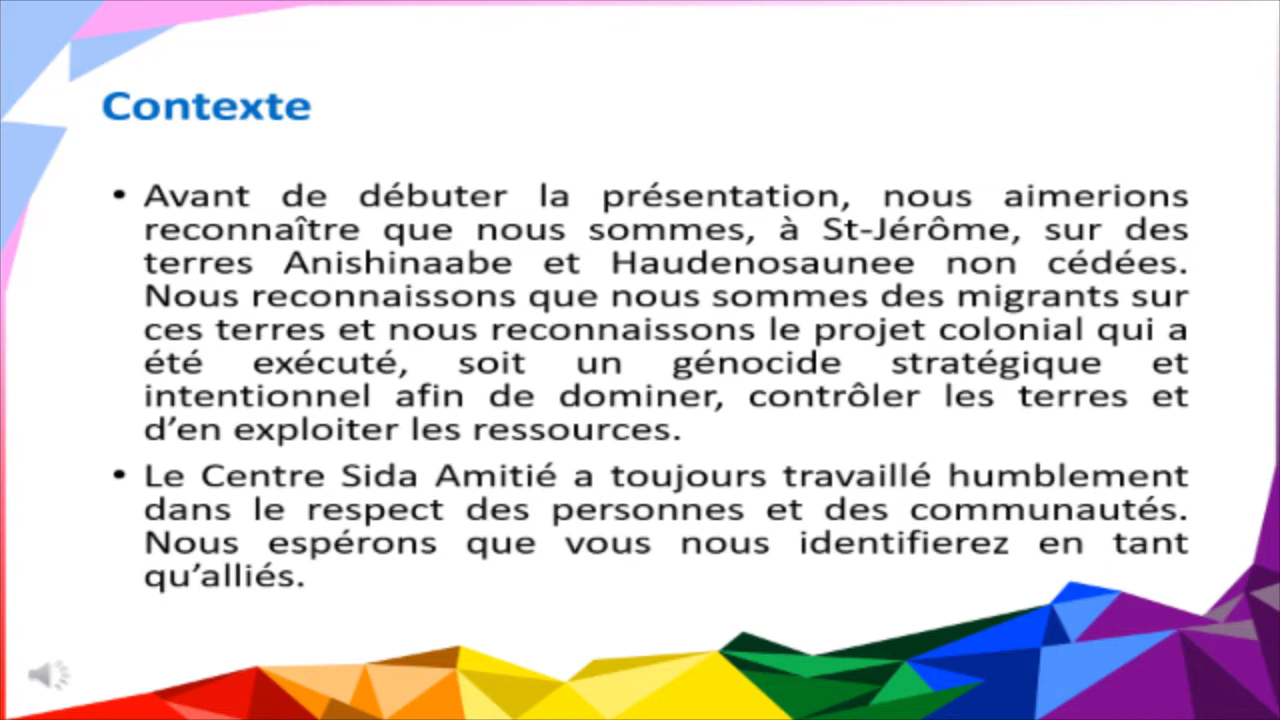 Contexte
• Avant de débuter la présentation, nous aimerions
reconnaître que nous sommes, à St-Jérôme, sur des
terres Anishinaabe et Haudenosaunee non cédées.
Nous reconnaissons que nous sommes des migrants sur
ces terres et nous reconnaissons le projet colonial qui a
été exécuté, soit un génocide stratégique et
intentionnel afin de dominer, contrôler les terres et
d’en exploiter les ressources.
• Le Centre Sida Amitié a toujours travaillé humblement
dans le respect des personnes et des communautés.
Nous espérons que vous nous identifierez en tant
qu’alliés.